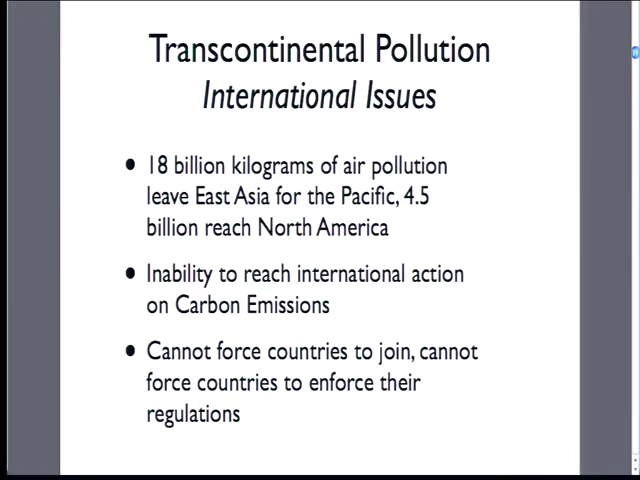 Transcontinental Pollution
International Issues
• 18 billion kilograms of air pollution
leave East Asia for the Pacific, 4.5
billion reach North America
• Inability to reach international action
on Carbon Emissions
• Cannot force countries to join, cannot
force countries to enforce their
regulations